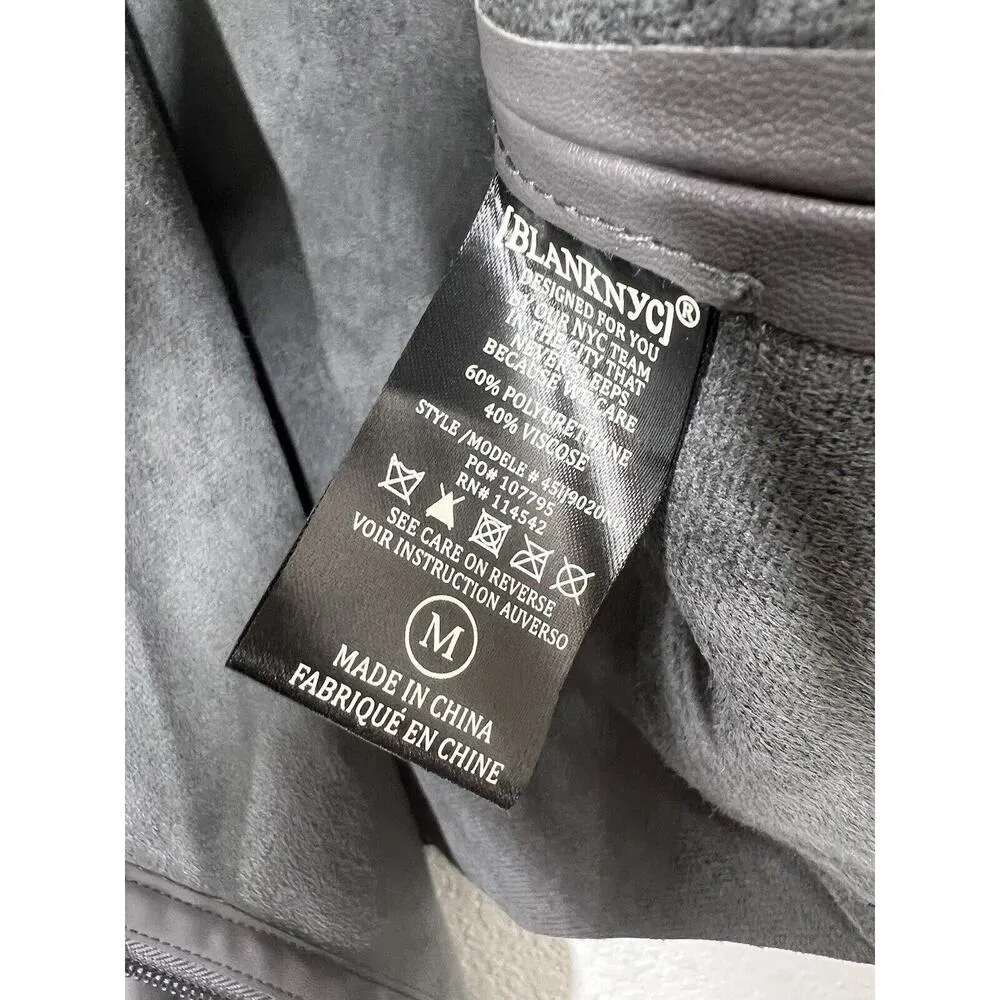 [BLANKNYC]®
DESIGNED FOR YOU
BY OUR NYC TEAM
IN THE CITY THAT
NEVER SLEEPS
BECAUSE WE CARE
60% POLYURETHANE
40% VISCOSE
STYLE /MODELE #
PO# 107795
RN# 114542
SEE CARE ON REVERSE
VOIR INSTRUCTION AUVERSO
M
MADE IN CHINA
FABRIQUÉ EN CHINE